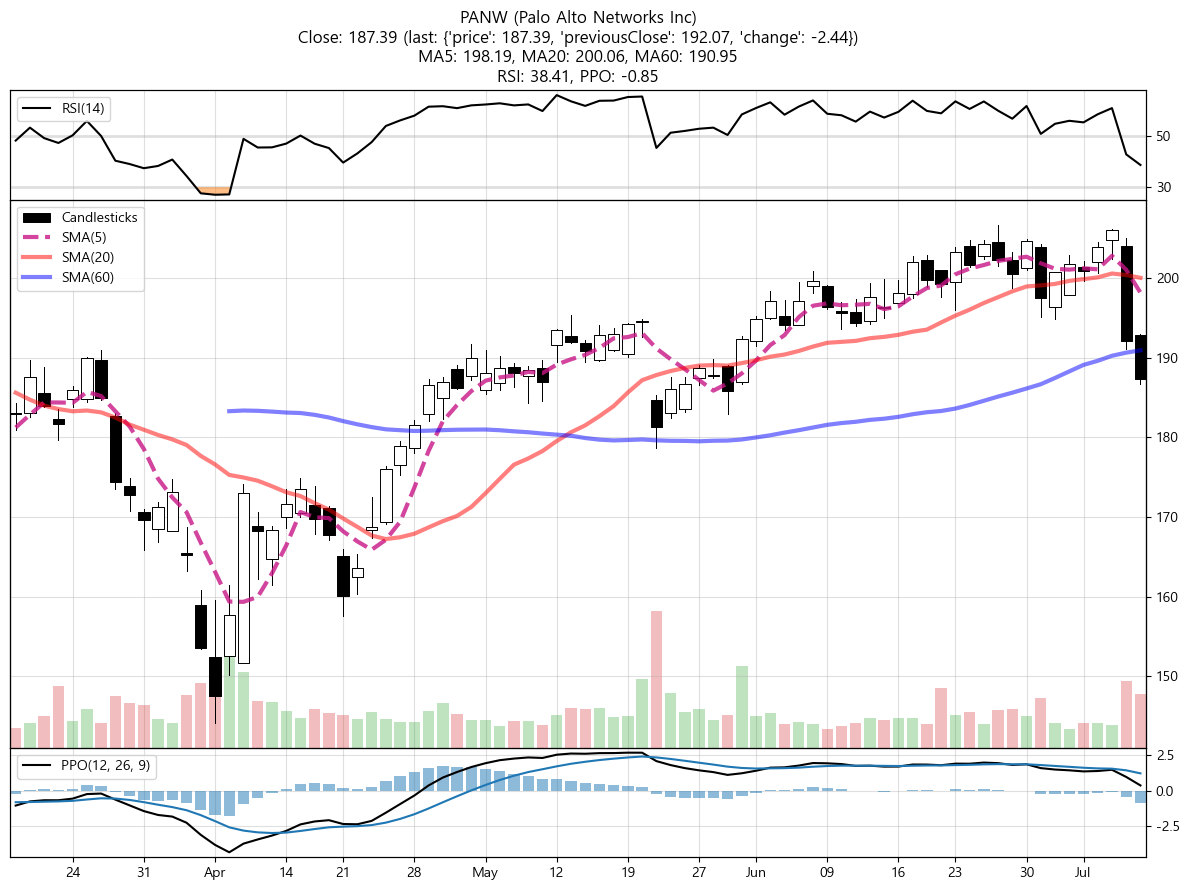 PANW (Palo Alto Networks Inc)
Close: 187.39 (last: {'price': 187.39, 'previousClose': 192.07, 'change': -2.44})
MA5: 198.19, MA20: 200.06, MA60: 190.95
RSI: 38.41, PPO: -0.85
RSI(14)
50
30
Candlesticks
SMA(5)
SMA(20)
SMA(60)
200
190
180
170
160
150
PPO(12, 26, 9)
2.5
0.0
-2.5
24 31 Apr 14 21 28 May 12 19 27 Jun 09 16 23 30 Jul